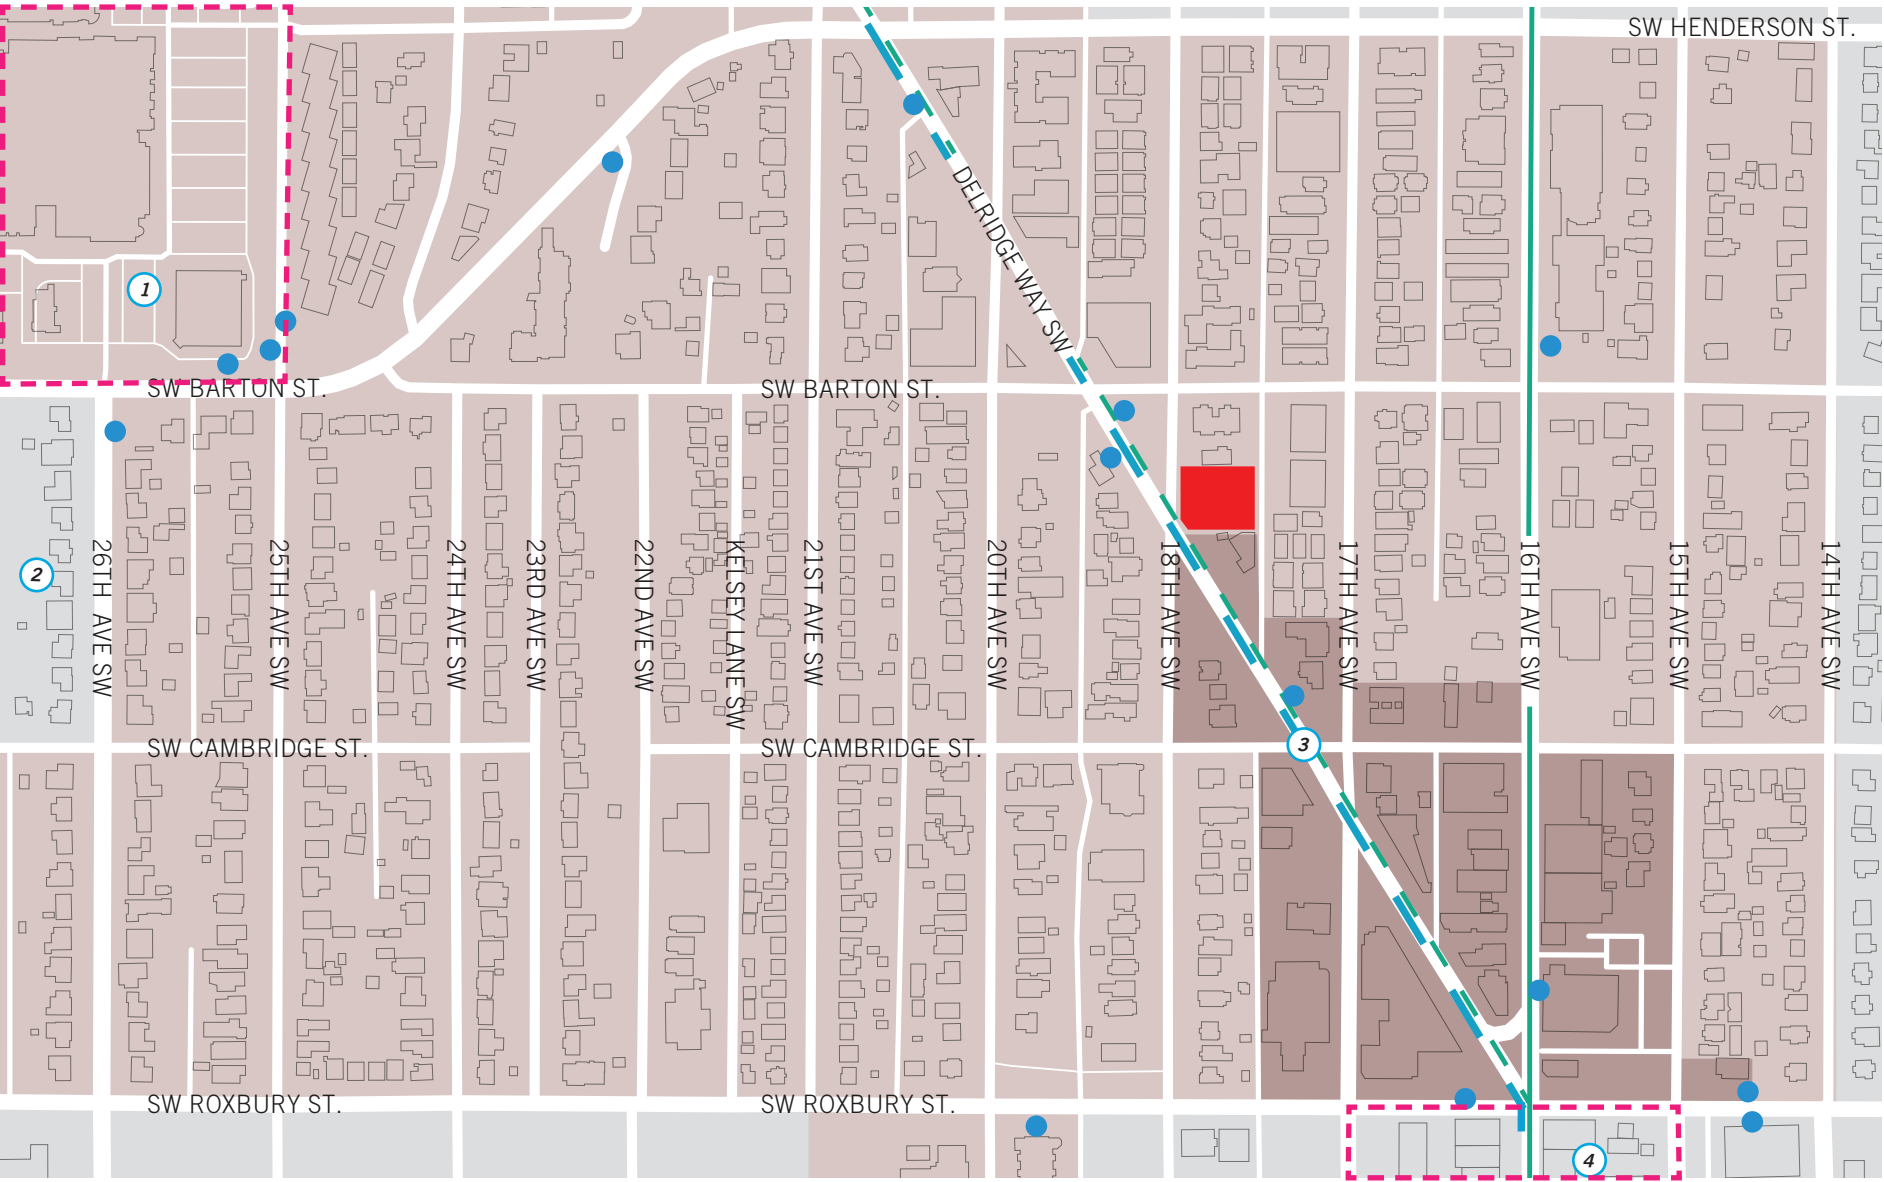 SW HENDERSON ST.
DELRIDGE WAY SW
1
SW BARTON ST.
SW BARTON ST.
2
26TH AVE SW
25TH AVE SW
24TH AVE SW
23RD AVE SW
22ND AVE SW
KELSEY LANE SW
21ST AVE SW
20TH AVE SW
18TH AVE SW
17TH AVE SW
16TH AVE SW
15TH AVE SW
14TH AVE SW
SW CAMBRIDGE ST.
SW CAMBRIDGE ST.
3
SW ROXBURY ST.
SW ROXBURY ST.
4